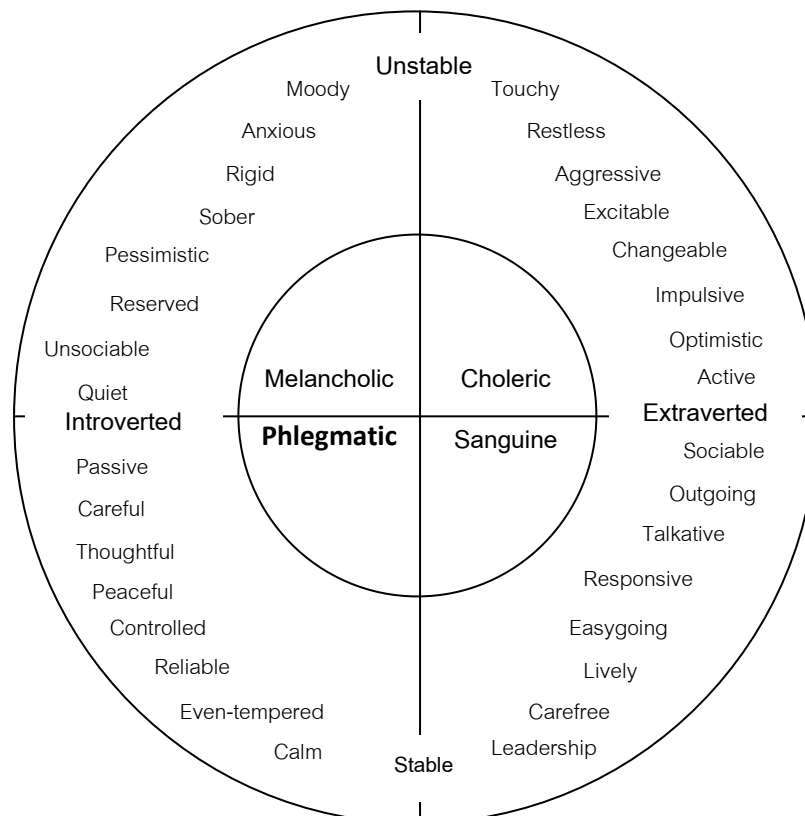 Unstable
Moody
Touchy
Anxious
Restless
Rigid
Aggressive
Sober
Excitable
Pessimistic
Changeable
Reserved
Impulsive
Unsociable
Optimistic
Quiet
Active
Melancholic
Choleric
Introverted
Extraverted
Phlegmatic
Sanguine
Passive
Sociable
Careful
Outgoing
Thoughtful
Talkative
Peaceful
Responsive
Controlled
Easygoing
Reliable
Lively
Even-tempered
Carefree
Calm
Leadership
Stable